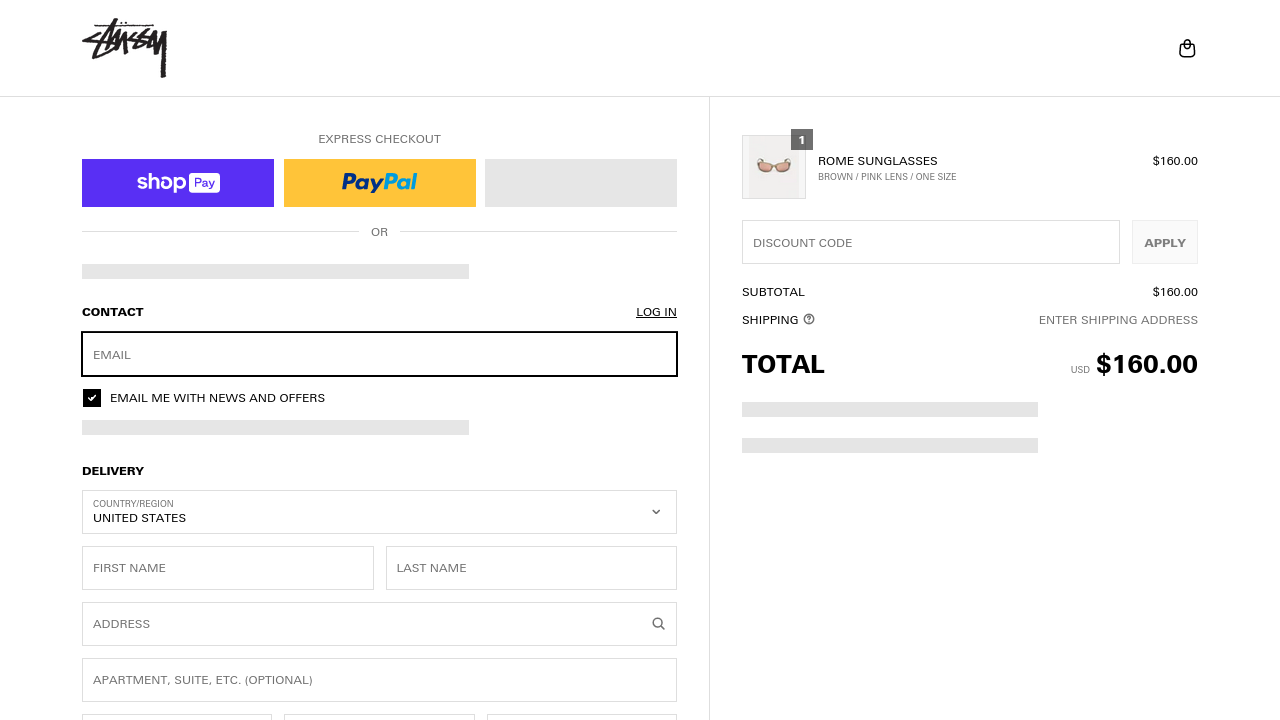 Stüssy
EXPRESS CHECKOUT
shop Pay
PayPal
OR
CONTACT
LOG IN
EMAIL
EMAIL ME WITH NEWS AND OFFERS
DELIVERY
COUNTRY/REGION
UNITED STATES
FIRST NAME
LAST NAME
ADDRESS
APARTMENT, SUITE, ETC. (OPTIONAL)
1
ROME SUNGLASSES
$160.00
BROWN / PINK LENS / ONE SIZE
DISCOUNT CODE
APPLY
SUBTOTAL
$160.00
SHIPPING
ENTER SHIPPING ADDRESS
TOTAL
USD $160.00